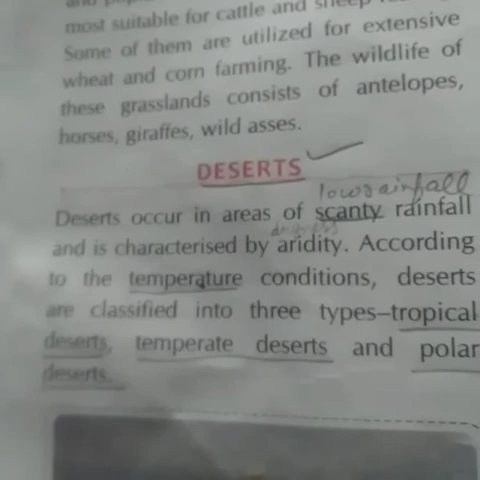 most suitable for cattle and sheep
Some of them are utilized for extensive
wheat and corn farming. The wildlife of
these grasslands consists of antelopes,
horses, giraffes, wild asses.
DESERTS
low rainfall
Deserts occur in areas of scanty rainfall
dryness
and is characterised by aridity. According
to the temperature conditions, deserts
are classified into three types–tropical
deserts, temperate deserts and polar
deserts.